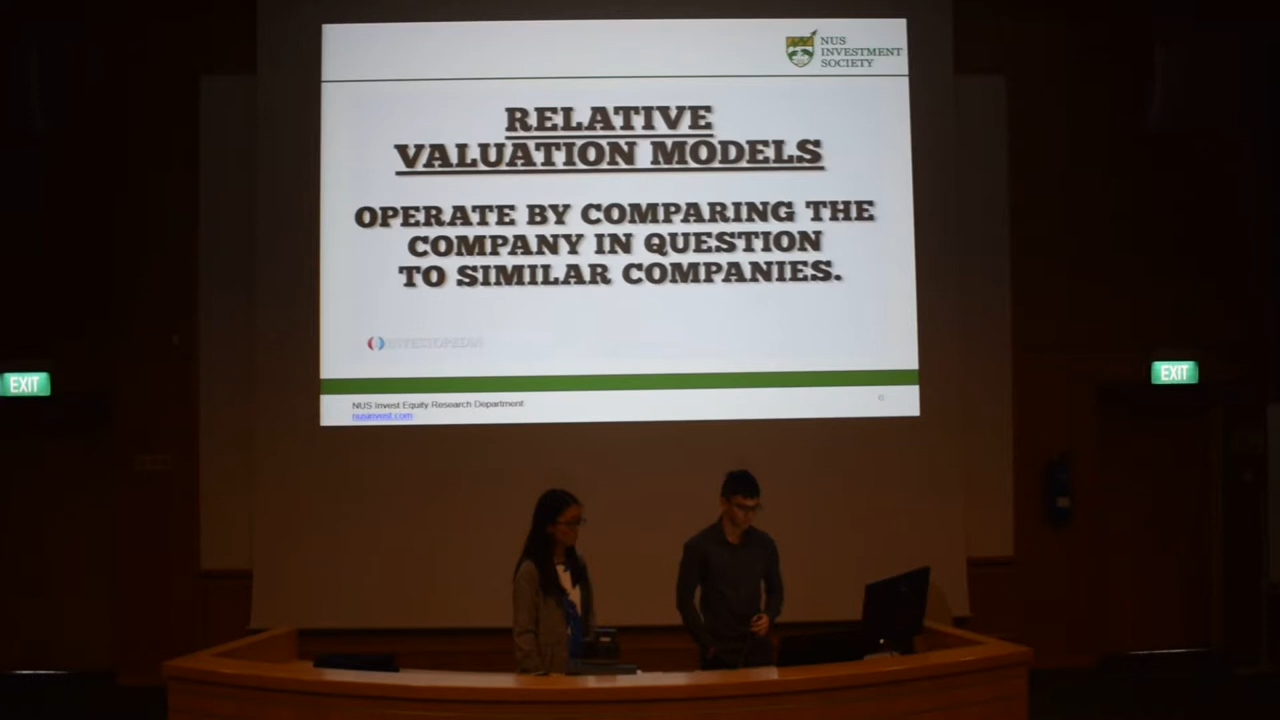 NUS
INVESTMENT
SOCIETY
RELATIVE
VALUATION MODELS
OPERATE BY COMPARING THE
COMPANY IN QUESTION
TO SIMILAR COMPANIES.
INVESTOPEDIA
EXIT
EXIT
NUS Invest Equity Research Department
nusinvest.com